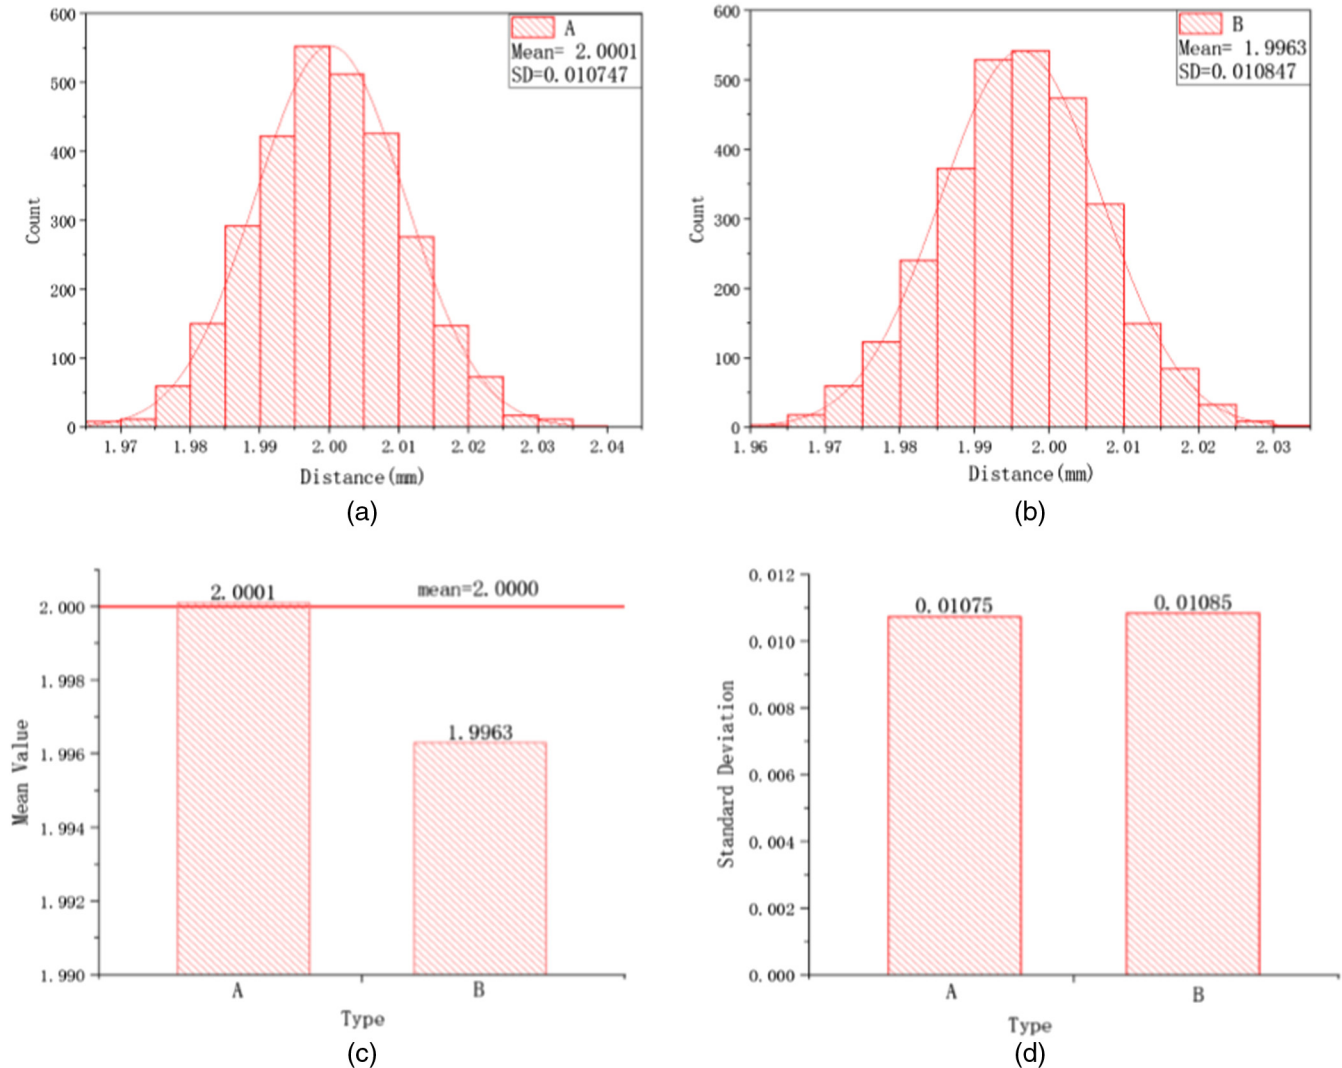 600
500
400
300
200
100
0
Count
A
Mean= 2.0001
SD=0.010747
1.97 1.98 1.99 2.00 2.01 2.02 2.03 2.04
Distance(mm)
(a)
600
500
400
300
200
100
0
Count
B
Mean= 1.9963
SD=0.010847
1.96 1.97 1.98 1.99 2.00 2.01 2.02 2.03
Distance(mm)
(b)
2.000
1.998
1.996
1.994
1.992
1.990
Mean Value
2.0001
mean=2.0000
1.9963
A B
Type
(c)
0.012
0.010
0.008
0.006
0.004
0.002
0.000
Standard Deviation
0.01075
0.01085
A B
Type
(d)